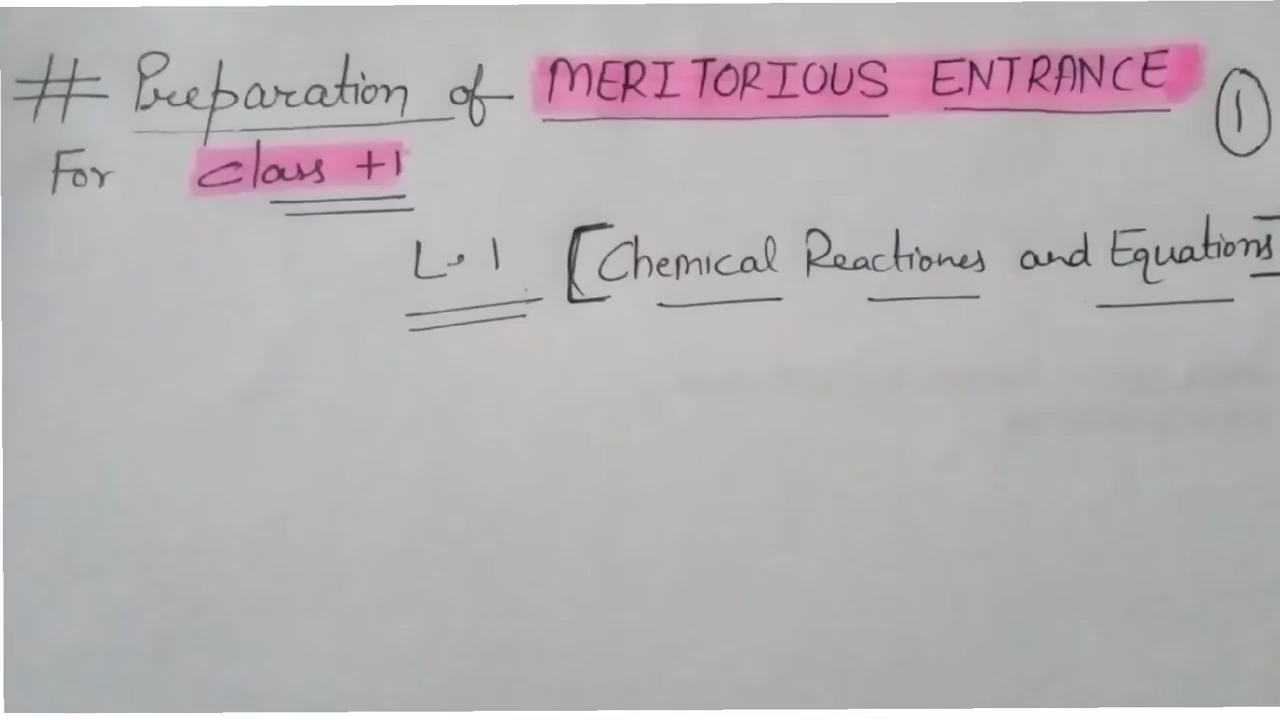 # Preparation of MERITORIOUS ENTRANCE ①
For class +1
L.1 [Chemical Reactiones and Equations]